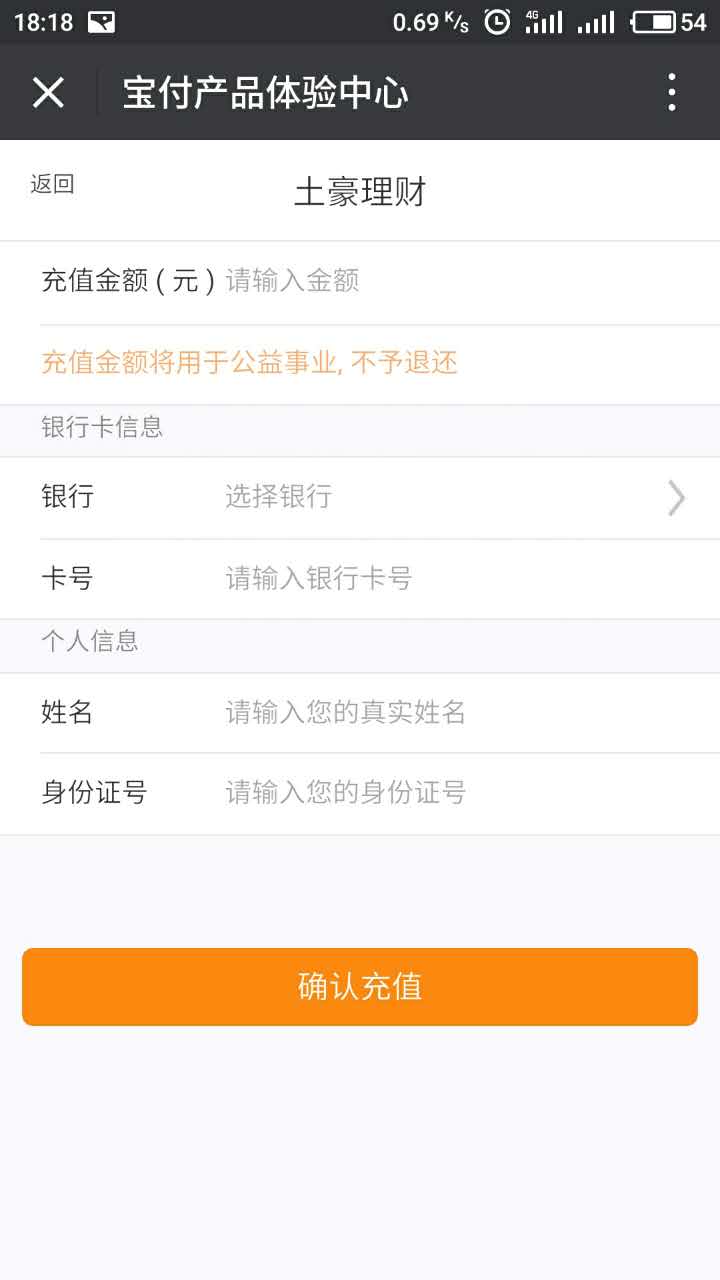 18:18 0.69 K/s 4G 54
宝付产品体验中心
返回 土豪理财
充值金额(元) 请输入金额
充值金额将用于公益事业, 不予退还
银行卡信息
银行 选择银行
卡号 请输入银行卡号
个人信息
姓名 请输入您的真实姓名
身份证号 请输入您的身份证号
确认充值